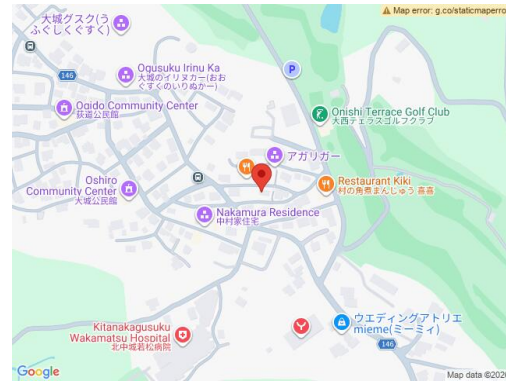 Map error: g.co/staticmaperro
大城グスク(う
ふぐしくぐすく)
146
Ogusuku Irinu Ka
大城のイリヌカー(おお
ぐすくのいりぬかー)
P
Ogido Community Center
荻道公民館
Onishi Terrace Golf Club
大西テェラスゴルフクラブ
アガリガー
Oshiro
Community Center
大城公民館
Restaurant Kiki
村の角煮まんじゅう 喜喜
Nakamura Residence
中村家住宅
ウエディングアトリエ
mieme(ミーミィ)
Kitanakagusuku
Wakamatsu Hospital
北中城若松病院
146
Google
Map data ©2026